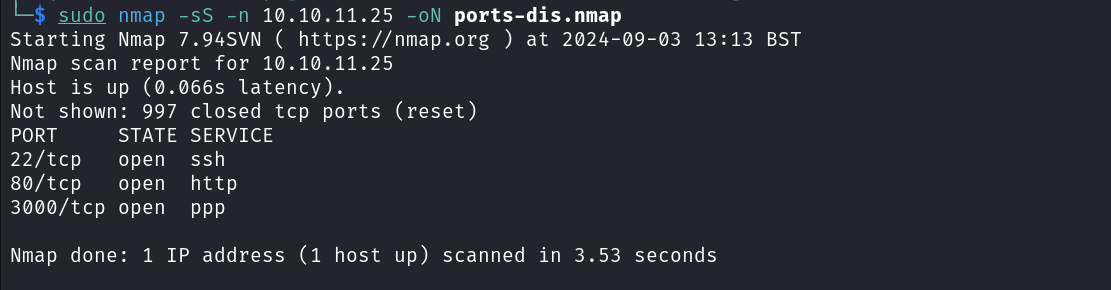 └─$ sudo nmap -sS -n 10.10.11.25 -oN ports-dis.nmap
Starting Nmap 7.94SVN ( https://nmap.org ) at 2024-09-03 13:13 BST
Nmap scan report for 10.10.11.25
Host is up (0.066s latency).
Not shown: 997 closed tcp ports (reset)
PORT     STATE SERVICE
22/tcp   open  ssh
80/tcp   open  http
3000/tcp open  ppp
Nmap done: 1 IP address (1 host up) scanned in 3.53 seconds